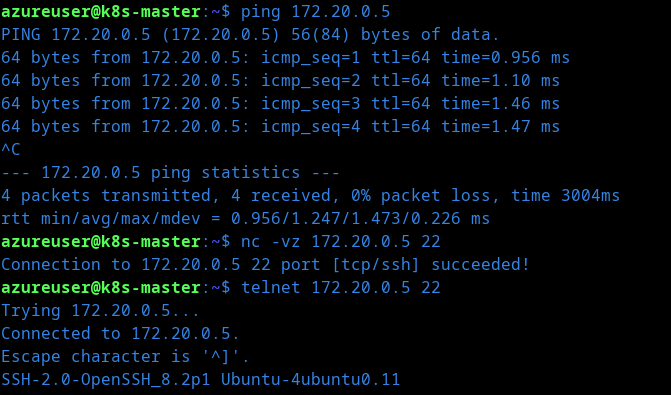 azureuser@k8s-master:~$ ping 172.20.0.5
PING 172.20.0.5 (172.20.0.5) 56(84) bytes of data.
64 bytes from 172.20.0.5: icmp_seq=1 ttl=64 time=0.956 ms
64 bytes from 172.20.0.5: icmp_seq=2 ttl=64 time=1.10 ms
64 bytes from 172.20.0.5: icmp_seq=3 ttl=64 time=1.46 ms
64 bytes from 172.20.0.5: icmp_seq=4 ttl=64 time=1.47 ms
^C
--- 172.20.0.5 ping statistics ---
4 packets transmitted, 4 received, 0% packet loss, time 3004ms
rtt min/avg/max/mdev = 0.956/1.247/1.473/0.226 ms
azureuser@k8s-master:~$ nc -vz 172.20.0.5 22
Connection to 172.20.0.5 22 port [tcp/ssh] succeeded!
azureuser@k8s-master:~$ telnet 172.20.0.5 22
Trying 172.20.0.5...
Connected to 172.20.0.5.
Escape character is '^]'.
SSH-2.0-OpenSSH_8.2p1 Ubuntu-4ubuntu0.11